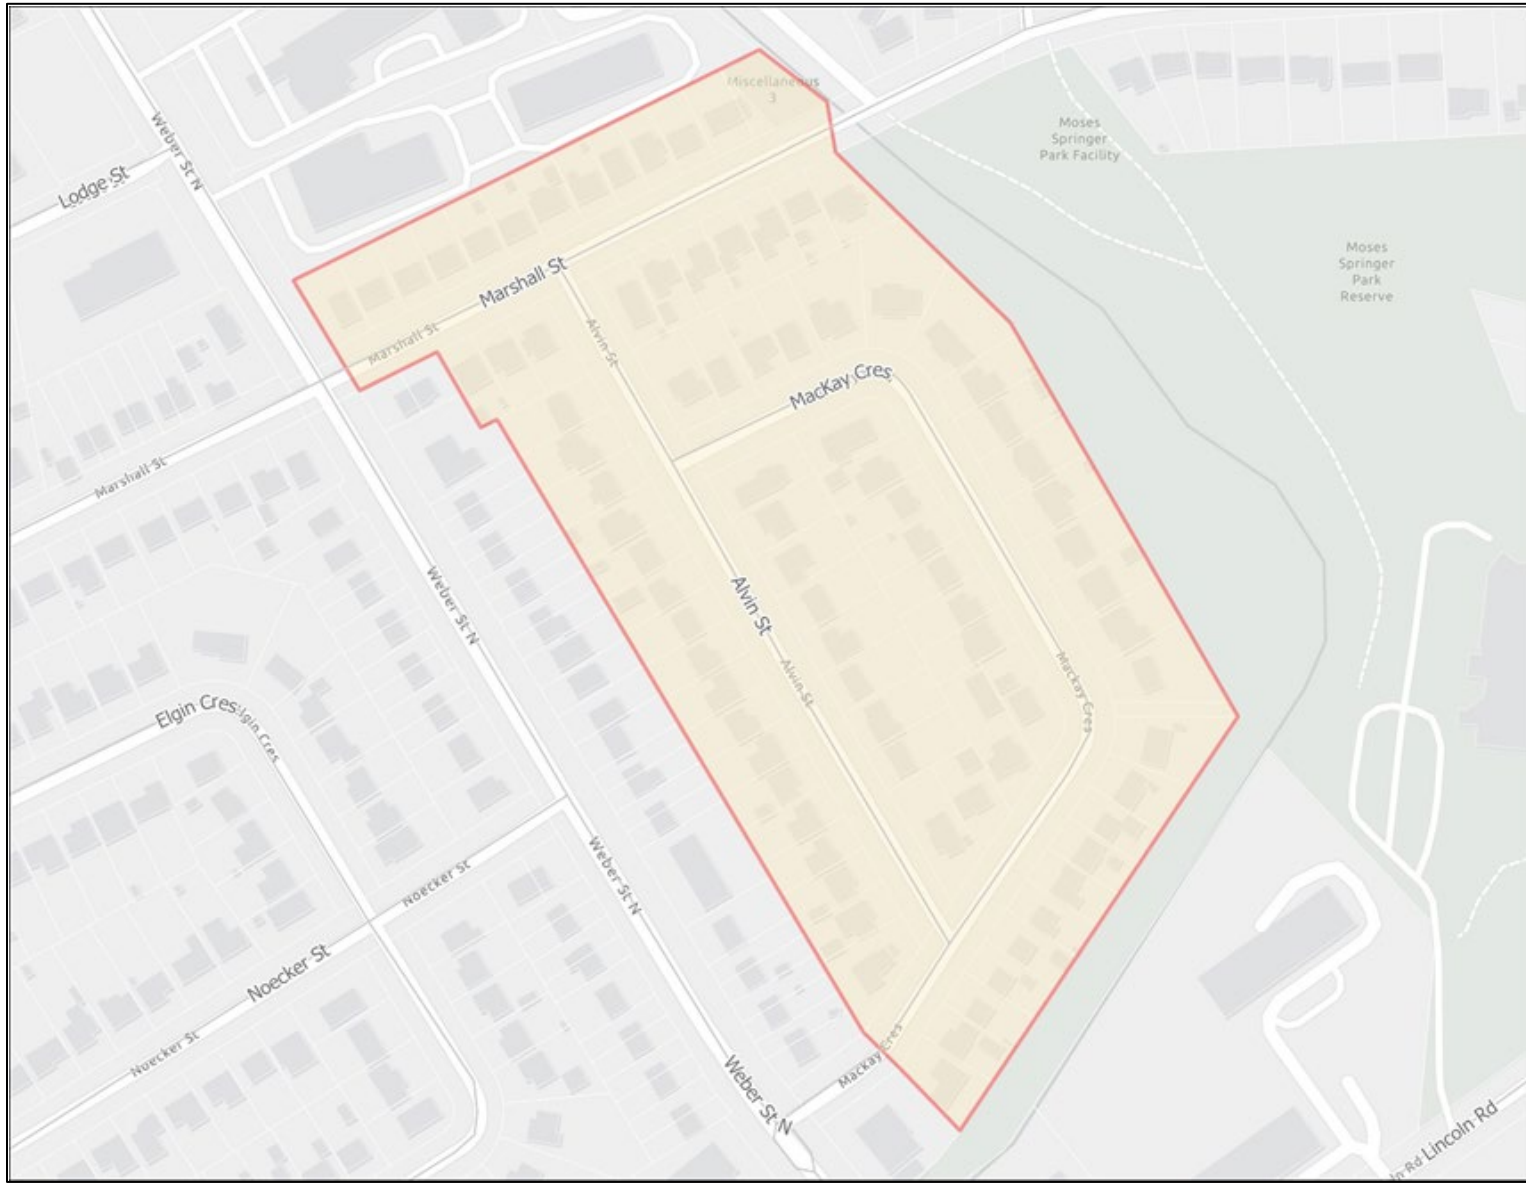 Miscellaneous
3
Weber St N
Moses
Springer
Park Facility
Lodge St
Moses
Springer
Park
Reserve
Marshall St
Marshall St
Alvin St
MacKay Cres
Marshall St
Weber St N
Alvin St
Alvin St
Mackay Cres
Elgin Cres
Elgin Cres
Weber St N
Noecker St
Noecker St
Noecker St
Mackay Cres
Weber St N
Lincoln Rd
ln Rd